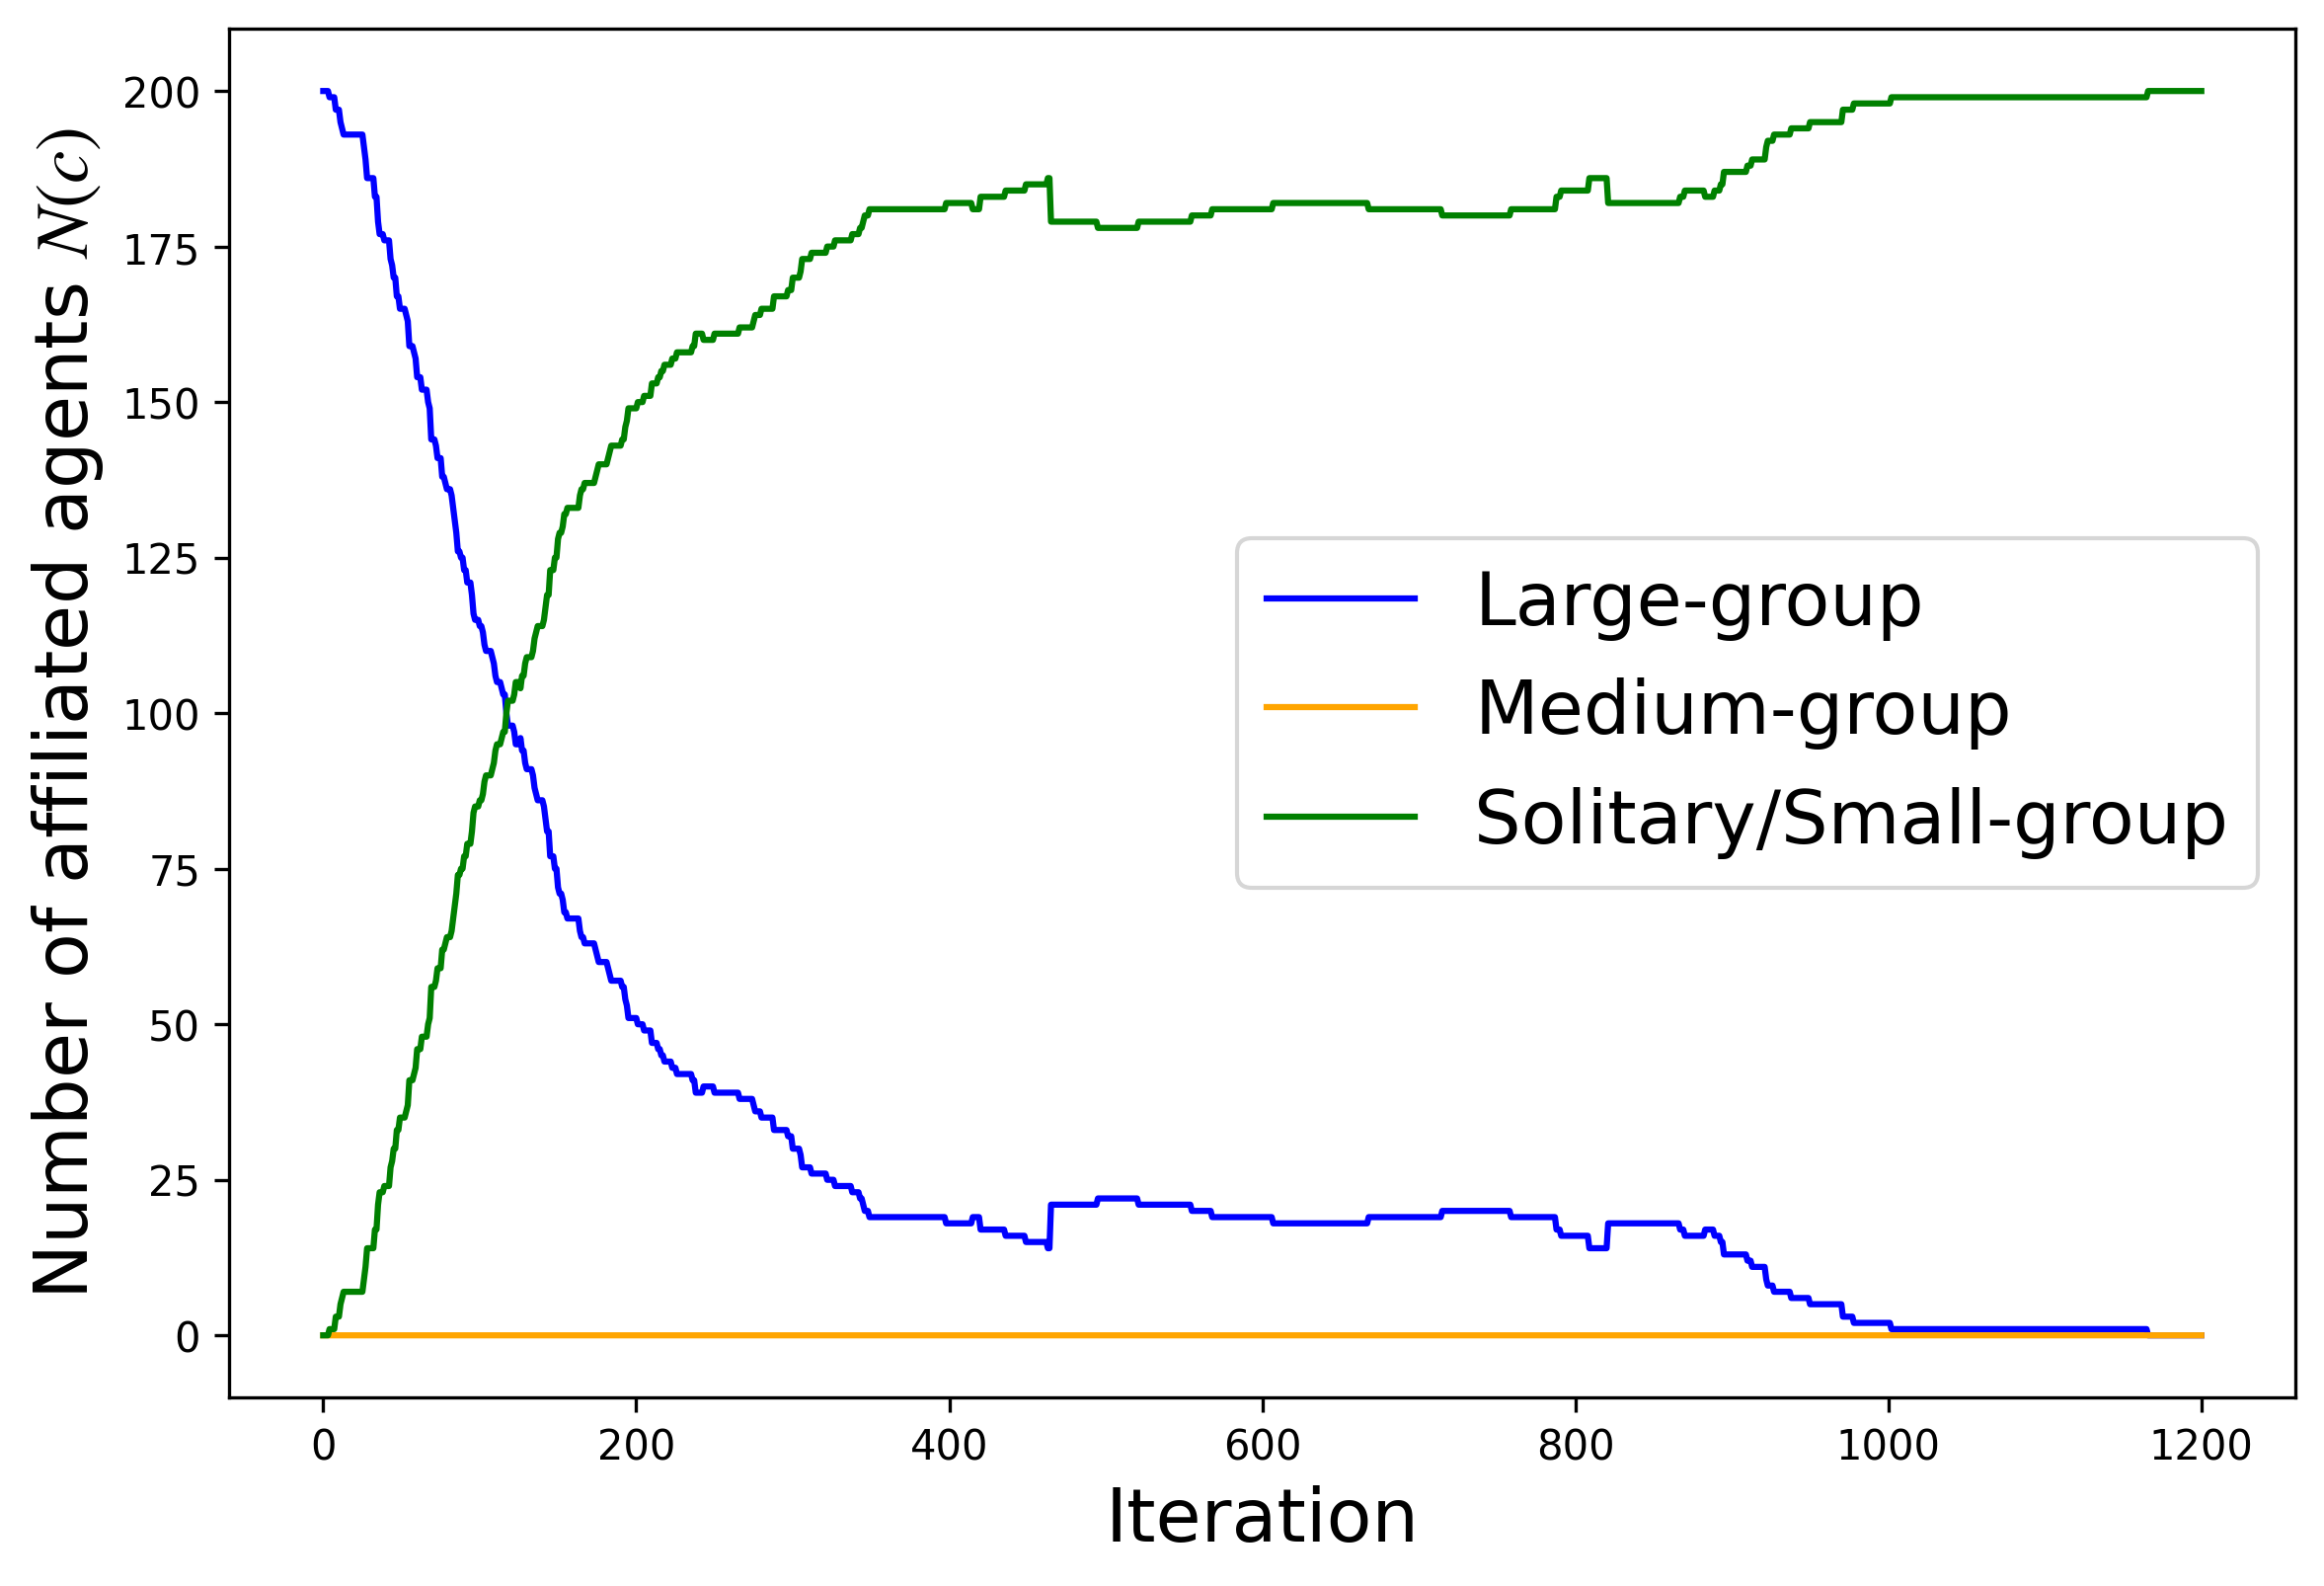 Number of affiliated agents N(c)
200
175
150
125
100
75
50
25
0
Large-group
Medium-group
Solitary/Small-group
0 200 400 600 800 1000 1200
Iteration